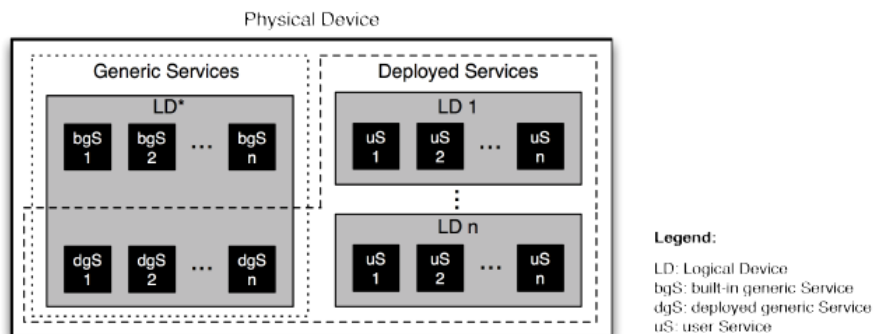 Physical Device
Generic Services
Deployed Services
LD*
bgS 1
bgS 2
...
bgS n
dgS 1
dgS 2
...
dgS n
LD 1
uS 1
uS 2
...
uS n
LD n
uS 1
uS 2
...
uS n
Legend:
LD: Logical Device
bgS: built-in generic Service
dgS: deployed generic Service
uS: user Service